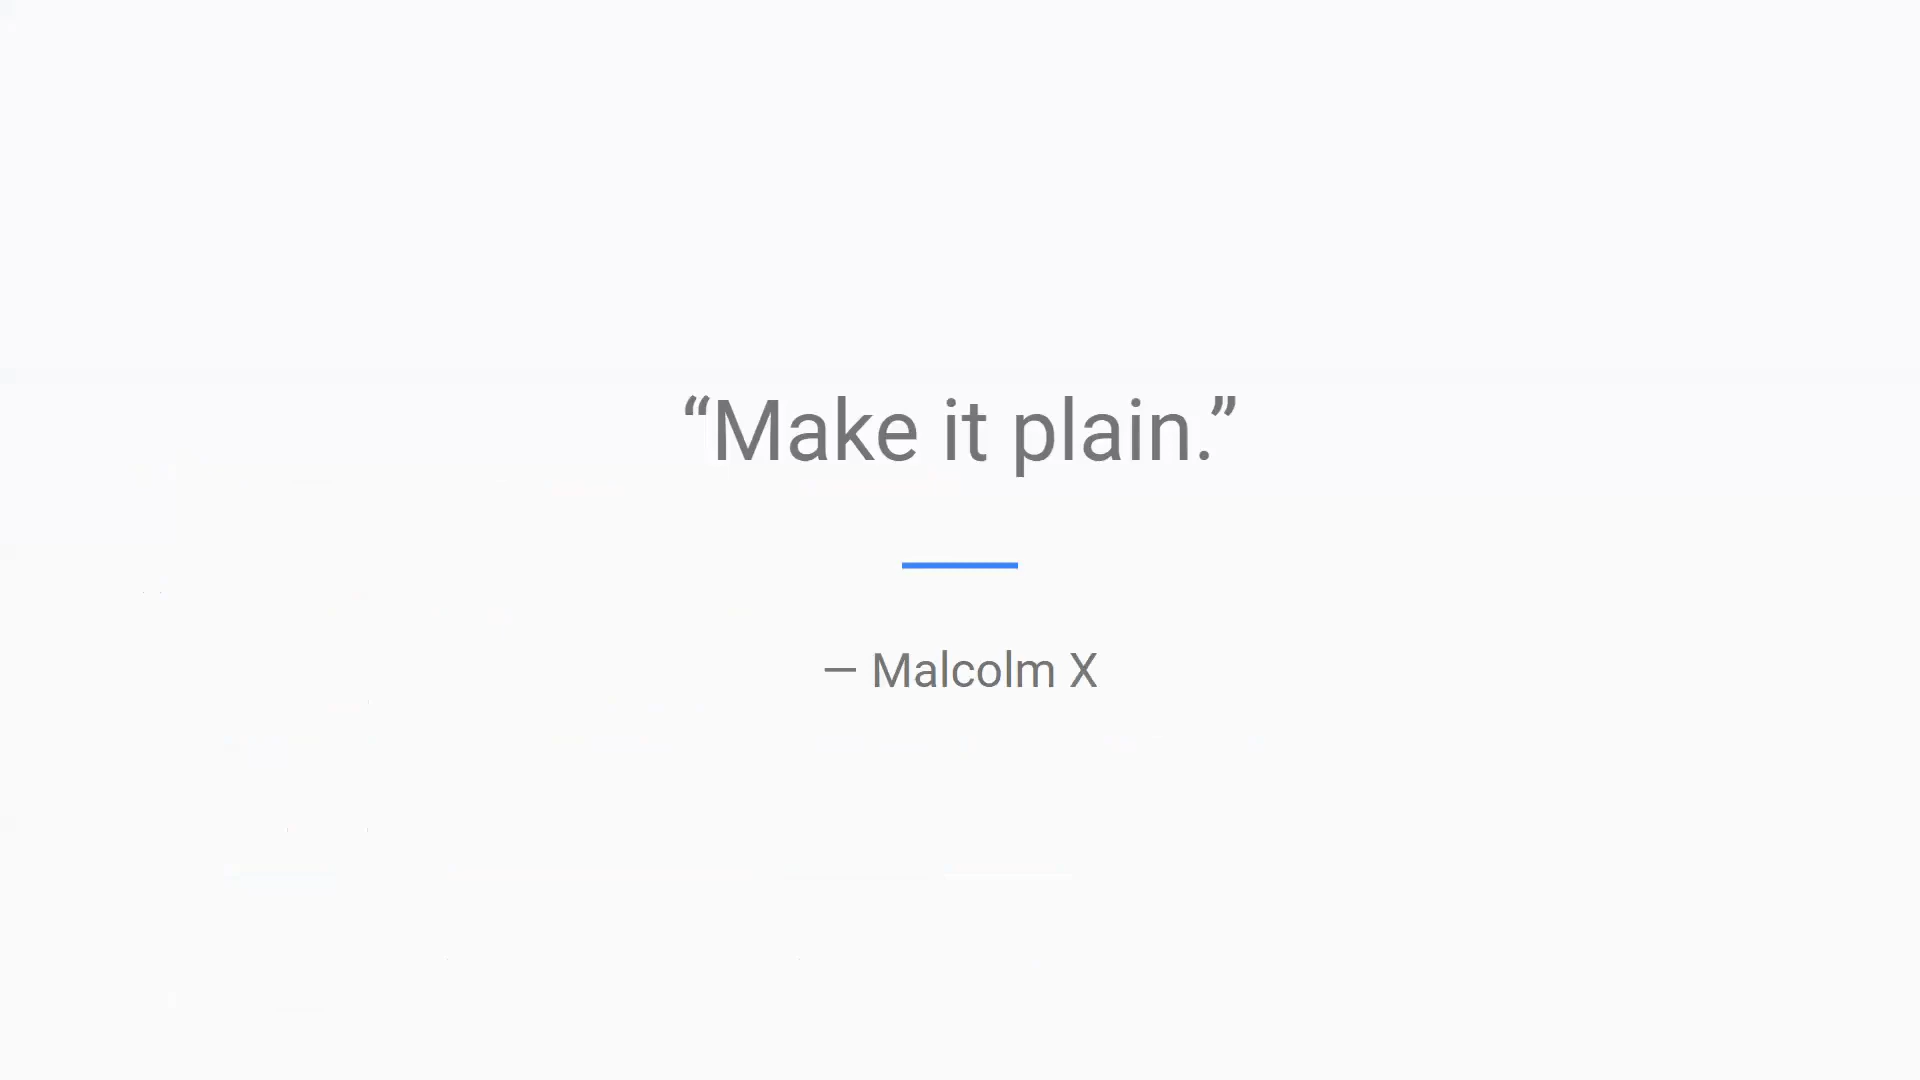 “Make it plain.”
— Malcolm X